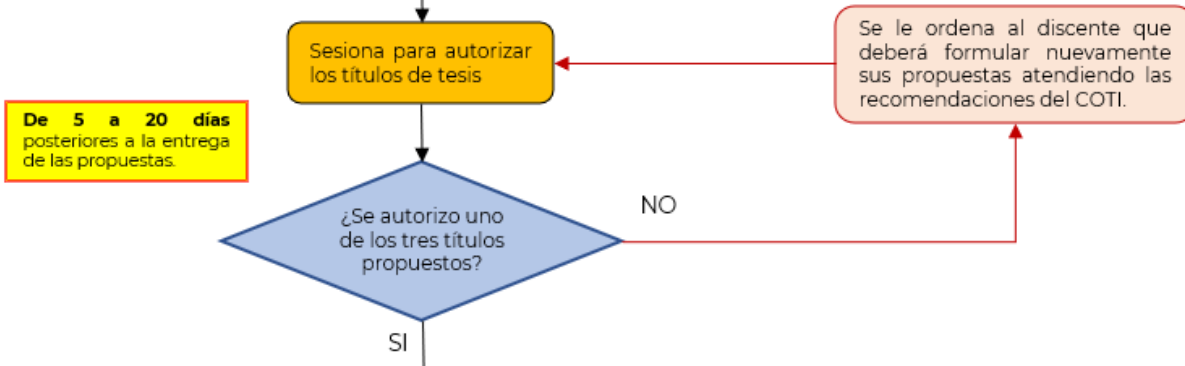 Sesiona para autorizar
los títulos de tesis
Se le ordena al discente que
deberá formular nuevamente
sus propuestas atendiendo las
recomendaciones del COTI.
De 5 a 20 días
posteriores a la entrega
de las propuestas.
¿Se autorizo uno
de los tres títulos
propuestos?
NO
SI